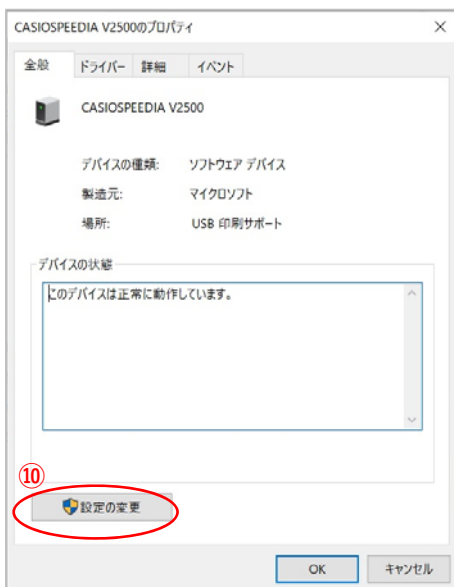 CASIOSPEEDIA V2500のプロパティ
全般 ドライバー 詳細 イベント
CASIOSPEEDIA V2500
デバイスの種類: ソフトウェア デバイス
製造元: マイクロソフト
場所: USB 印刷サポート
デバイスの状態
このデバイスは正常に動作しています。
⑩
設定の変更
OK キャンセル